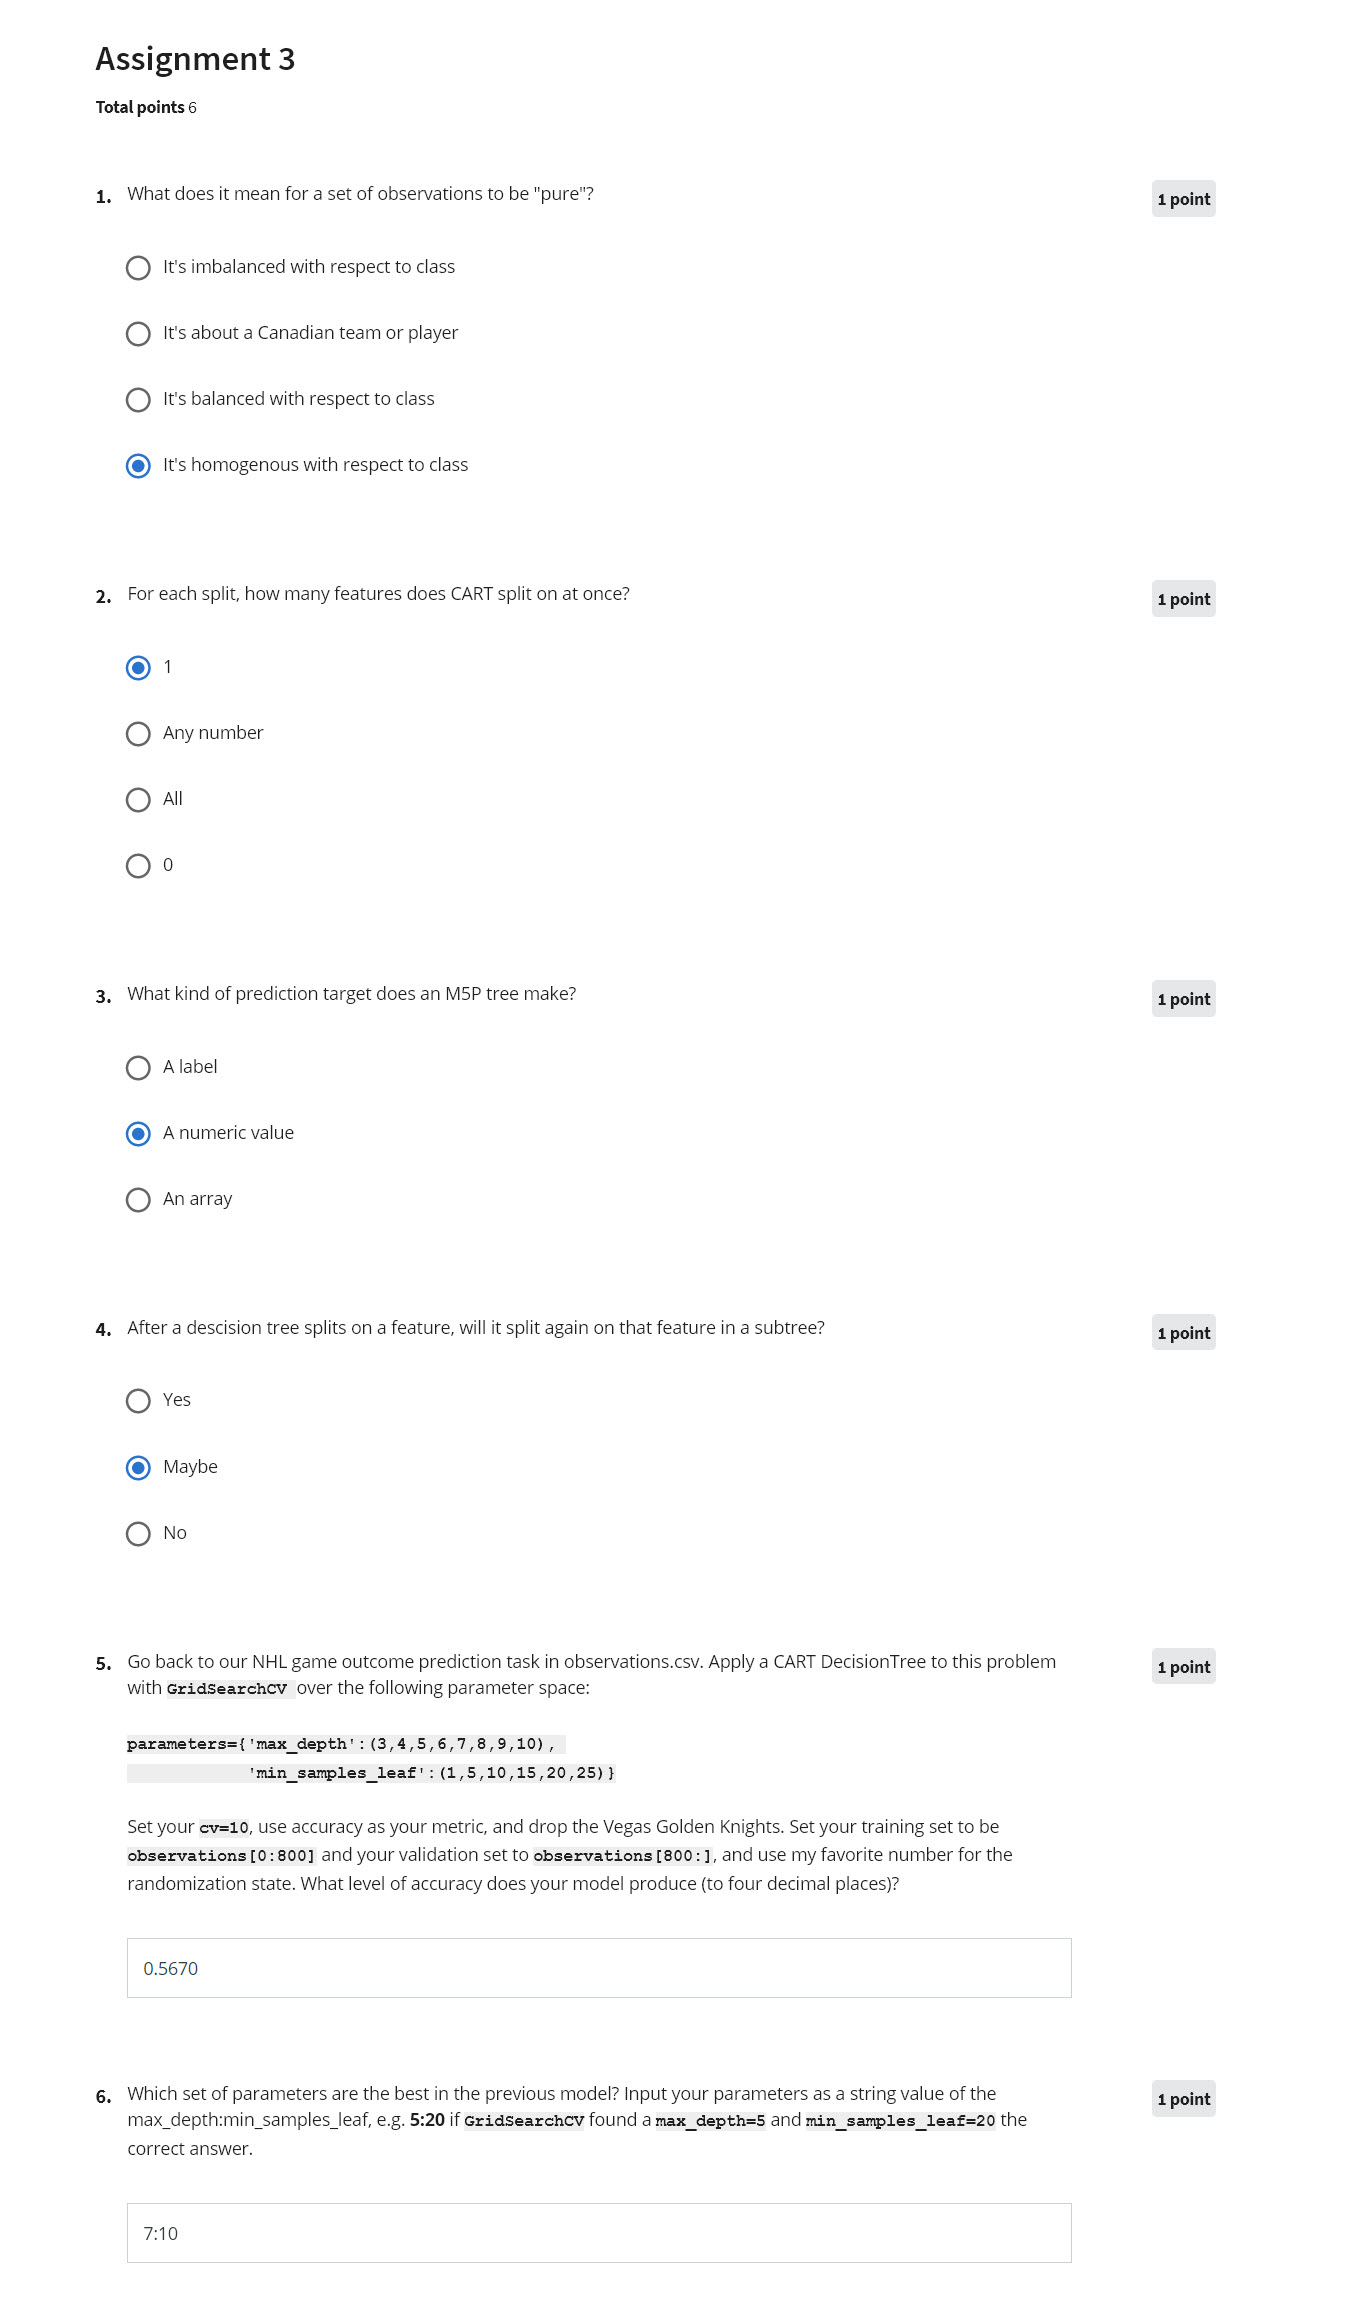 Assignment 3
Total points 6
1. What does it mean for a set of observations to be "pure"?
1 point
It's imbalanced with respect to class
It's about a Canadian team or player
It's balanced with respect to class
It's homogenous with respect to class
2. For each split, how many features does CART split on at once?
1 point
1
Any number
All
0
3. What kind of prediction target does an M5P tree make?
1 point
A label
A numeric value
An array
4. After a descision tree splits on a feature, will it split again on that feature in a subtree?
1 point
Yes
Maybe
No
5. Go back to our NHL game outcome prediction task in observations.csv. Apply a CART DecisionTree to this problem
1 point
with GridSearchCV over the following parameter space:
parameters={'max_depth':(3,4,5,6,7,8,9,10),
'min_samples_leaf':(1,5,10,15,20,25)}
Set your cv=10, use accuracy as your metric, and drop the Vegas Golden Knights. Set your training set to be
observations[0:800] and your validation set to observations[800:], and use my favorite number for the
randomization state. What level of accuracy does your model produce (to four decimal places)?
0.5670
6. Which set of parameters are the best in the previous model? Input your parameters as a string value of the
1 point
max_depth:min_samples_leaf, e.g. 5:20 if GridSearchCV found a max_depth=5 and min_samples_leaf=20 the
correct answer.
7:10